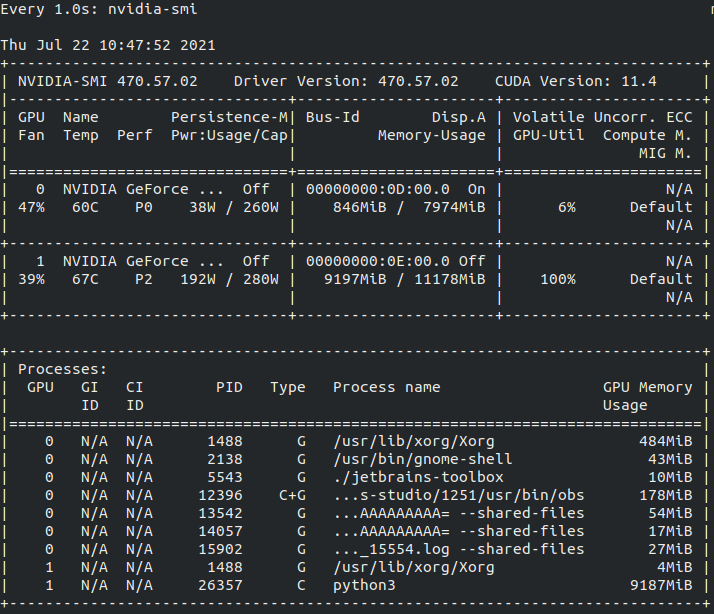 Every 1.0s: nvidia-smi
Thu Jul 22 10:47:52 2021
+-----------------------------------------------------------------------------+
| NVIDIA-SMI 470.57.02    Driver Version: 470.57.02    CUDA Version: 11.4     |
|-------------------------------+----------------------+----------------------+
| GPU  Name        Persistence-M| Bus-Id        Disp.A | Volatile Uncorr. ECC |
| Fan  Temp  Perf  Pwr:Usage/Cap|         Memory-Usage | GPU-Util  Compute M. |
|                               |                      |               MIG M. |
|===============================+======================+======================|
|   0  NVIDIA GeForce ...  Off  | 00000000:0D:00.0  On |                  N/A |
| 47%   60C    P0    38W / 260W |    846MiB /  7974MiB |      6%      Default |
|                               |                      |                  N/A |
+-------------------------------+----------------------+----------------------+
|   1  NVIDIA GeForce ...  Off  | 00000000:0E:00.0 Off |                  N/A |
| 39%   67C    P2   192W / 280W |   9197MiB / 11178MiB |    100%      Default |
|                               |                      |                  N/A |
+-------------------------------+----------------------+----------------------+
+-----------------------------------------------------------------------------+
| Processes:                                                                  |
|  GPU   GI   CI        PID   Type   Process name                  GPU Memory |
|        ID   ID                                                   Usage      |
|=============================================================================|
|    0   N/A  N/A      1488      G   /usr/lib/xorg/Xorg                484MiB |
|    0   N/A  N/A      2138      G   /usr/bin/gnome-shell               43MiB |
|    0   N/A  N/A      5543      G   ./jetbrains-toolbox                10MiB |
|    0   N/A  N/A     12396    C+G   ...s-studio/1251/usr/bin/obs      178MiB |
|    0   N/A  N/A     13542      G   ...AAAAAAAAA= --shared-files       54MiB |
|    0   N/A  N/A     14057      G   ...AAAAAAAAA= --shared-files       17MiB |
|    0   N/A  N/A     15902      G   ..._15554.log --shared-files       27MiB |
|    1   N/A  N/A      1488      G   /usr/lib/xorg/Xorg                  4MiB |
|    1   N/A  N/A     26357      C   python3                          9187MiB |
+-----------------------------------------------------------------------------+